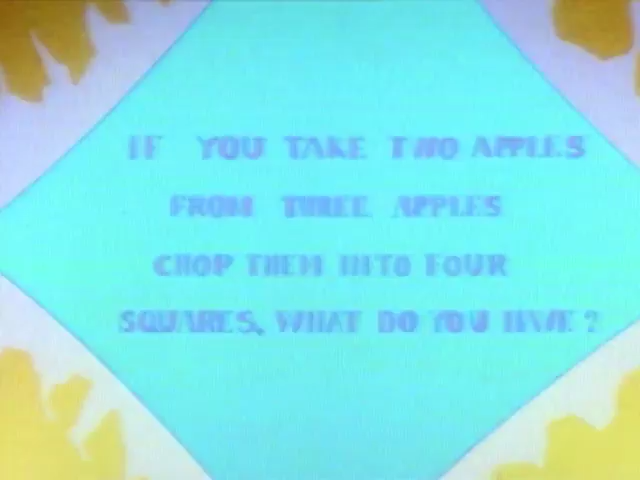 IF YOU TAKE TWO APPLES
FROM THREE APPLES
CHOP THEM INTO FOUR
SQUARES, WHAT DO YOU HAVE?